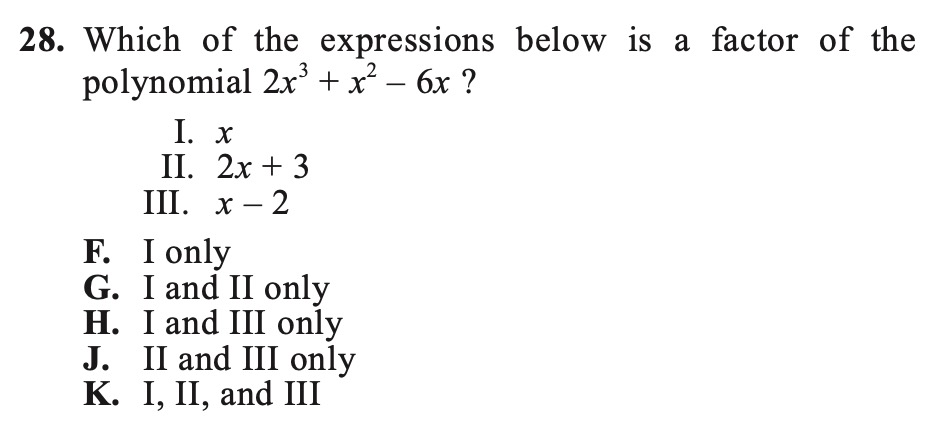 28. Which of the expressions below is a factor of the
polynomial 2x³ + x² – 6x ?
I. x
II. 2x + 3
III. x – 2
F. I only
G. I and II only
H. I and III only
J. II and III only
K. I, II, and III